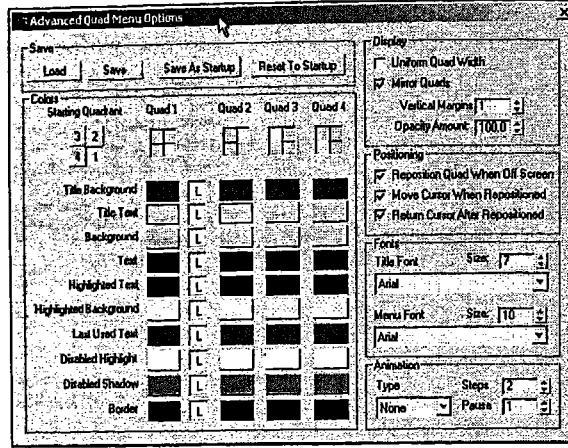 Advanced Quad Menu Options
Save
Load Save Save As Startup Reset To Startup
Colors
Starting Quadrant Quad 1 Quad 2 Quad 3 Quad 4
3 2
4 1
Title Background L
Title Text L
Background L
Text L
Highlighted Text L
Highlighted Background L
Last Used Text L
Disabled Highlight L
Disabled Shadow L
Border L
Display
Uniform Quad Width
Mirror Quads
Vertical Margins 1
Opacity Amount 100.0
Positioning
Reposition Quad When Off Screen
Move Cursor When Repositioned
Return Cursor After Repositioned
Fonts
Title Font Size: 7
Arial
Menu Font Size: 10
Arial
Animation
Type Steps 2
None Pause 1